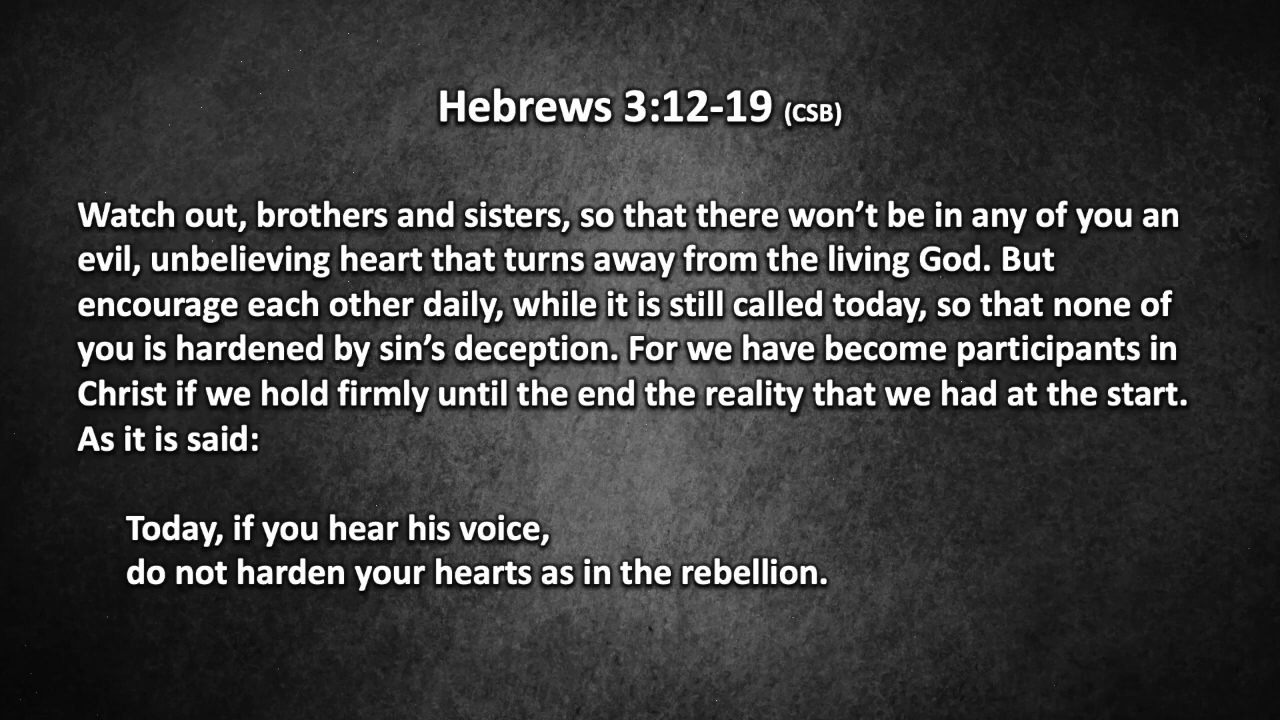 Hebrews 3:12-19 (CSB)
Watch out, brothers and sisters, so that there won’t be in any of you an
evil, unbelieving heart that turns away from the living God. But
encourage each other daily, while it is still called today, so that none of
you is hardened by sin’s deception. For we have become participants in
Christ if we hold firmly until the end the reality that we had at the start.
As it is said:
Today, if you hear his voice,
do not harden your hearts as in the rebellion.